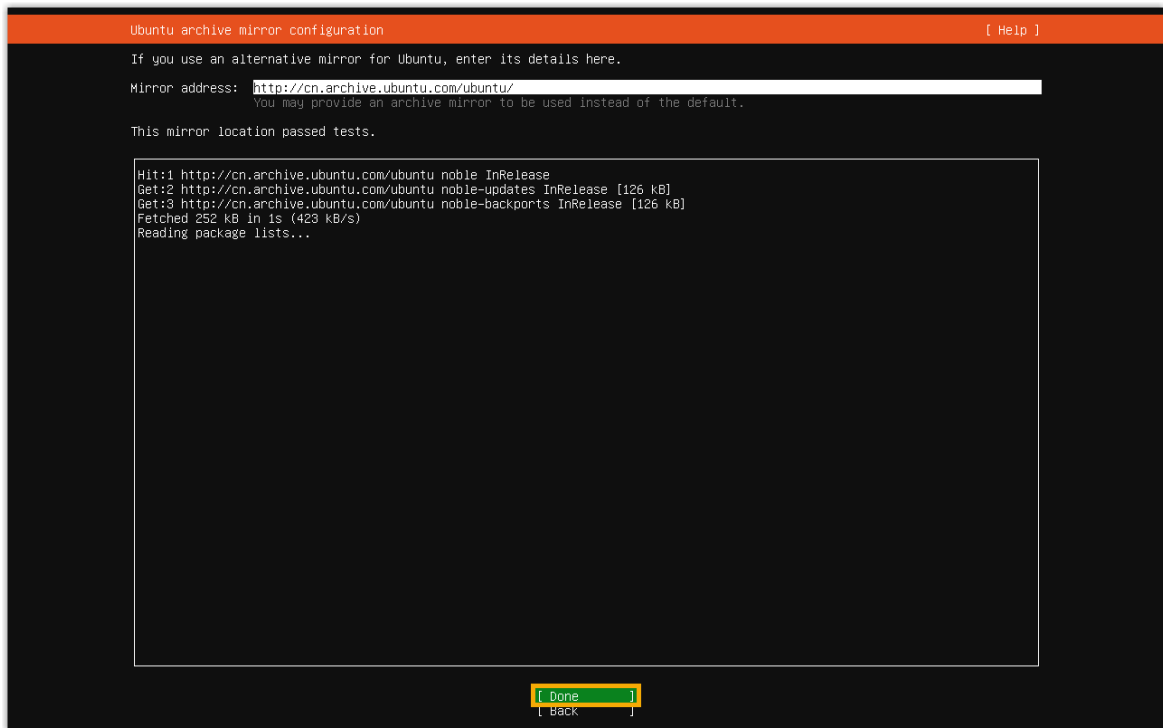 Ubuntu archive mirror configuration [ Help ]
If you use an alternative mirror for Ubuntu, enter its details here.
Mirror address: http://cn.archive.ubuntu.com/ubuntu/
You may provide an archive mirror to be used instead of the default.
This mirror location passed tests.
Hit:1 http://cn.archive.ubuntu.com/ubuntu noble InRelease
Get:2 http://cn.archive.ubuntu.com/ubuntu noble-updates InRelease [126 kB]
Get:3 http://cn.archive.ubuntu.com/ubuntu noble-backports InRelease [126 kB]
Fetched 252 kB in 1s (423 kB/s)
Reading package lists...
[ Done ]
[ Back ]